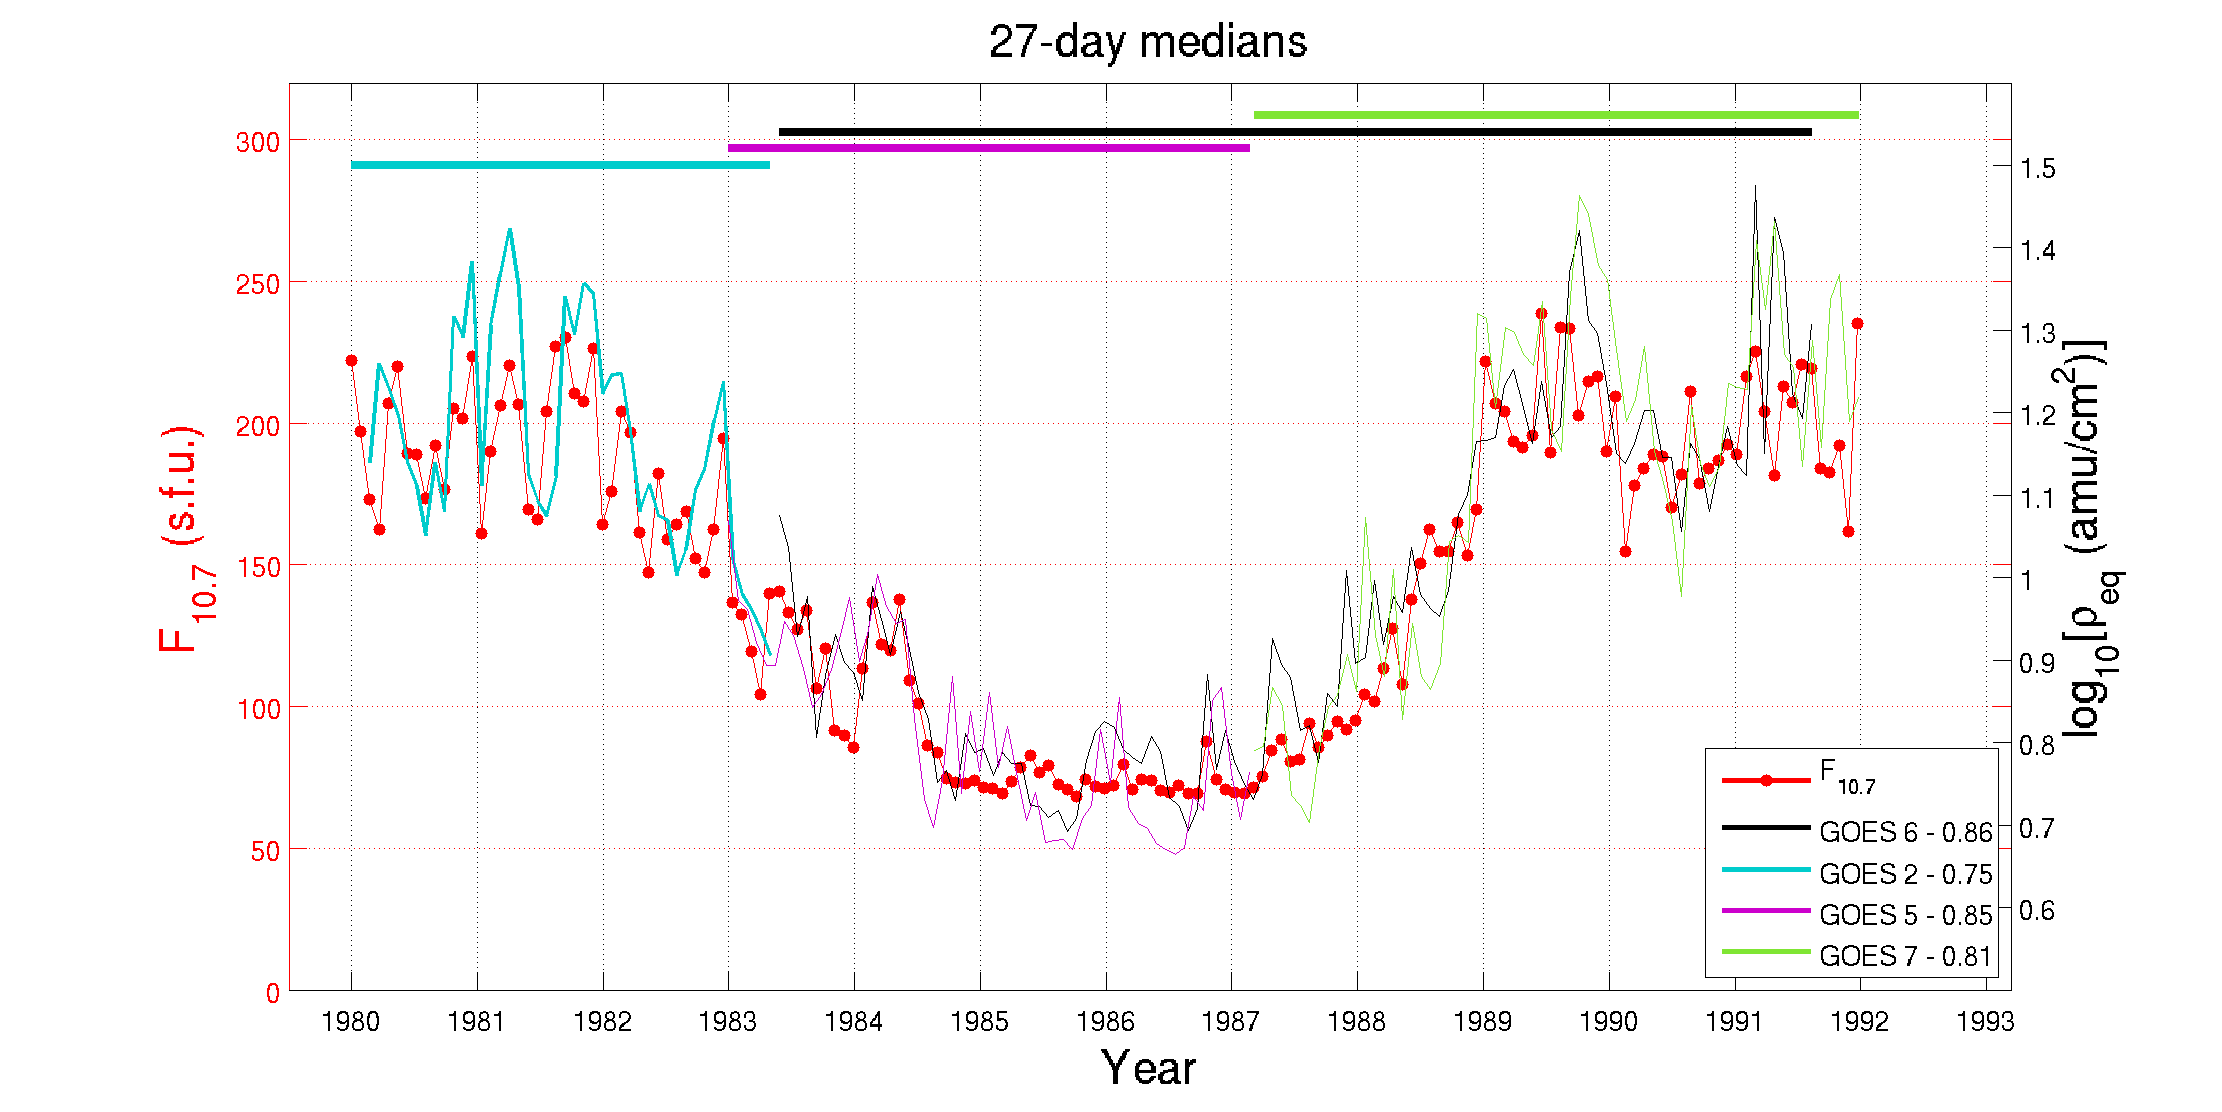 27-day medians
300
250
200
150
100
50
0
F10.7 (s.f.u.)
1.5
1.4
1.3
1.2
1.1
1
0.9
0.8
0.7
0.6
log10[ρeq (amu/cm2)]
F10.7
GOES 6 - 0.86
GOES 2 - 0.75
GOES 5 - 0.85
GOES 7 - 0.81
1980 1981 1982 1983 1984 1985 1986 1987 1988 1989 1990 1991 1992 1993
Year